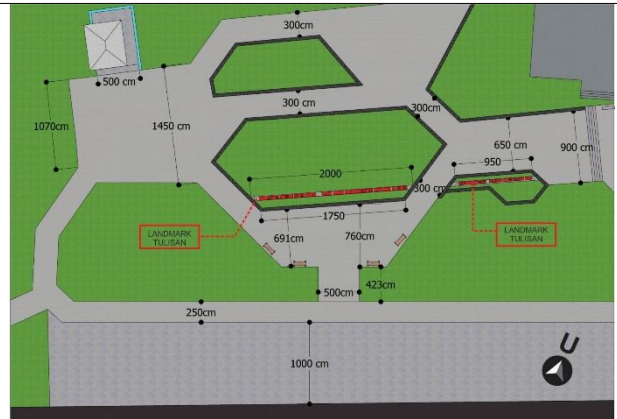 300cm
500 cm
1070cm
1450 cm
300 cm
300cm
650 cm
900 cm
950
2000
300 cm
1750
LANDMARK
TULISAN
691cm
760cm
LANDMARK
TULISAN
500cm
423cm
250cm
1000 cm
U